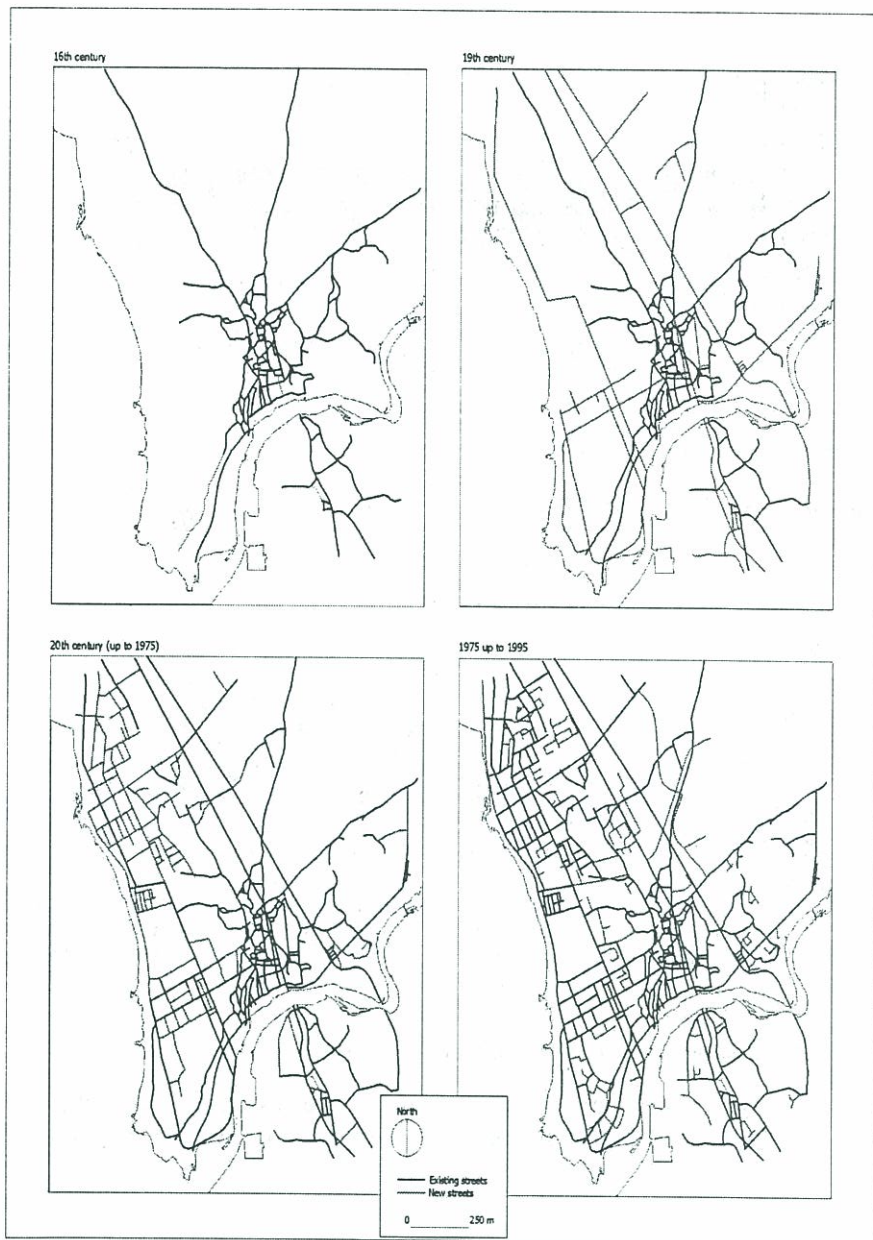 16th century
19th century
20th century (up to 1975)
1975 up to 1995
North
Existing streets
New streets
0 250 m